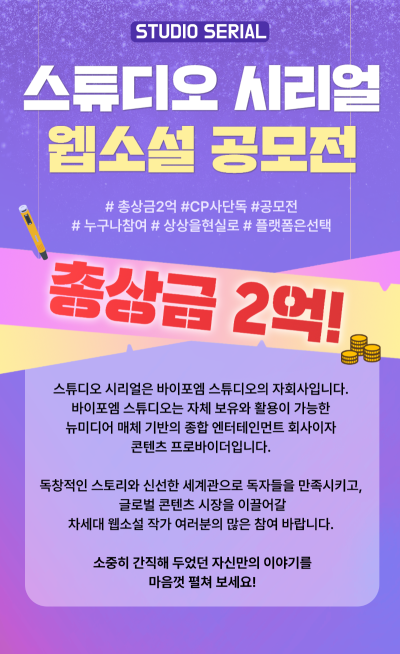 STUDIO SERIAL
스튜디오 시리얼
웹소설 공모전
# 총상금2억 #CP사단독 #공모전
# 누구나참여 # 상상을현실로 # 플랫폼은선택
총상금 2억!
스튜디오 시리얼은 바이포엠 스튜디오의 자회사입니다.
바이포엠 스튜디오는 자체 보유와 활용이 가능한
뉴미디어 매체 기반의 종합 엔터테인먼트 회사이자
콘텐츠 프로바이더입니다.
독창적인 스토리와 신선한 세계관으로 독자들을 만족시키고,
글로벌 콘텐츠 시장을 이끌어갈
차세대 웹소설 작가 여러분의 많은 참여 바랍니다.
소중히 간직해 두었던 자신만의 이야기를
마음껏 펼쳐 보세요!